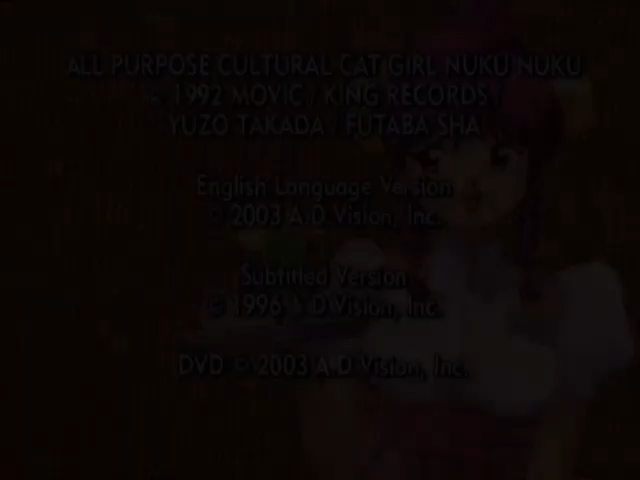 ALL PURPOSE CULTURAL CAT GIRL NUKU NUKU
© 1992 MOVIC / KING RECORDS
YUZO TAKADA / FUTABA SHA
English Language Version
© 2003 A.D. Vision, Inc.
Subtitled Version
© 1996 A.D. Vision, Inc.
DVD © 2003 A.D. Vision, Inc.